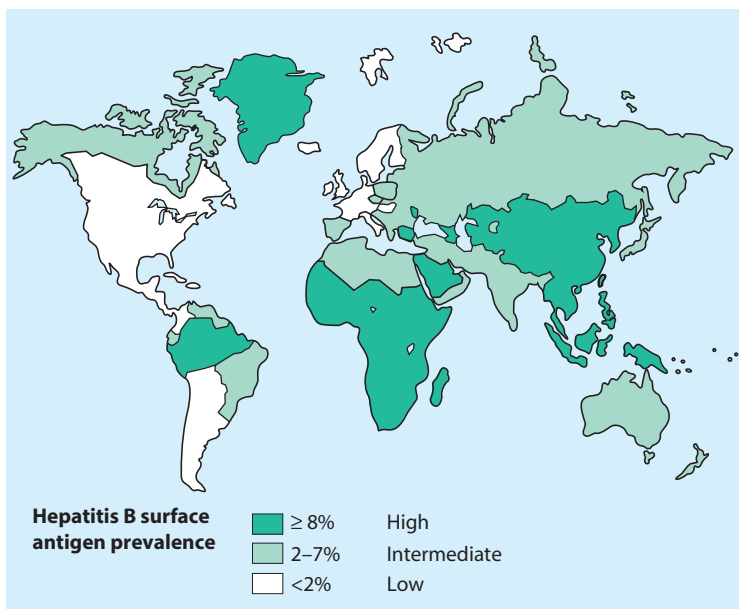 Hepatitis B surface
antigen prevalence
≥ 8% High
2–7% Intermediate
<2% Low